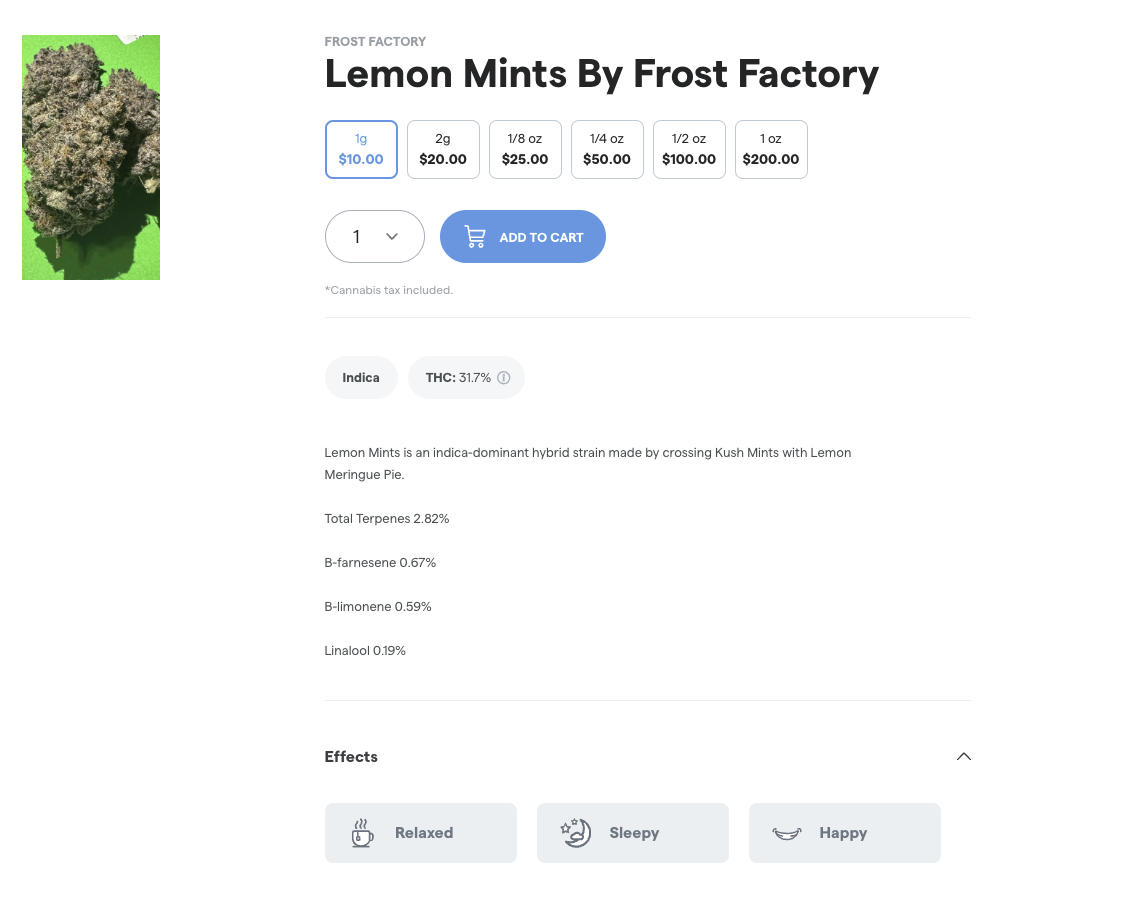 FROST FACTORY
Lemon Mints By Frost Factory
1g
$10.00
2g
$20.00
1/8 oz
$25.00
1/4 oz
$50.00
1/2 oz
$100.00
1 oz
$200.00
1
ADD TO CART
*Cannabis tax included.
Indica
THC: 31.7%
Lemon Mints is an indica-dominant hybrid strain made by crossing Kush Mints with Lemon
Meringue Pie.
Total Terpenes 2.82%
B-farnesene 0.67%
B-limonene 0.59%
Linalool 0.19%
Effects
Relaxed
Sleepy
Happy